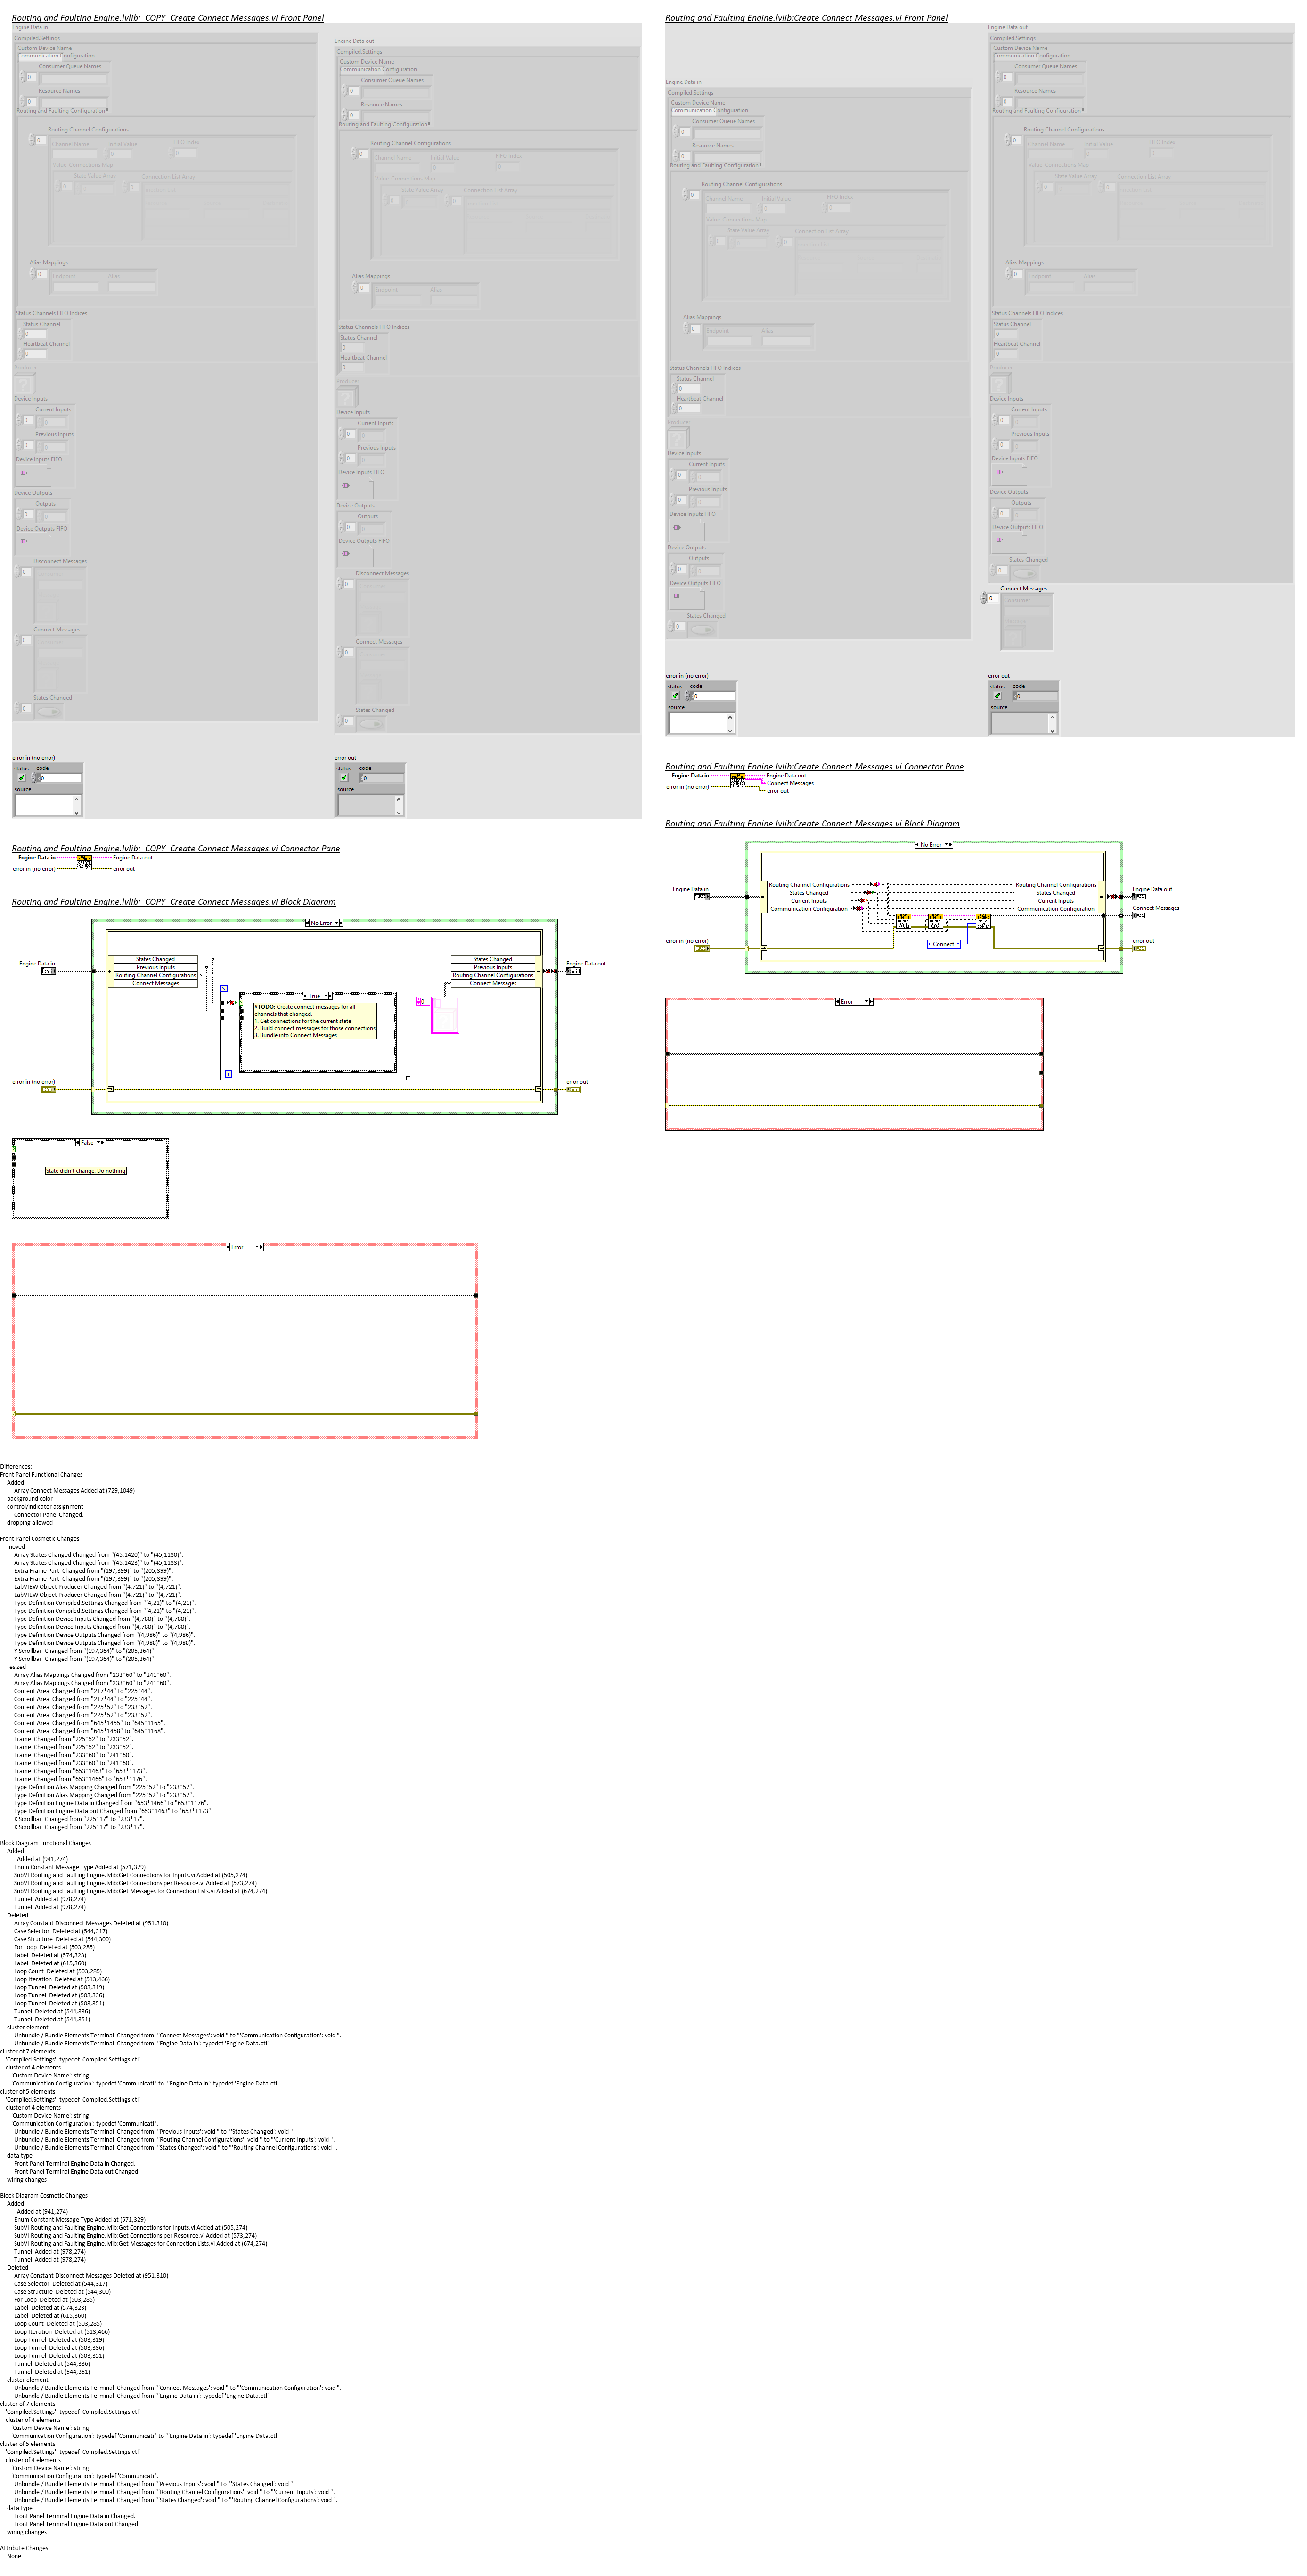 Routing and Faulting Engine.lvlib:_COPY_Create Connect Messages.vi Front Panel
Engine Data in
Compiled.Settings
Custom Device Name
Communication Configuration
Consumer Queue Names
0
Resource Names
0
Routing and Faulting Configuration
Routing Channel Configurations
0
Channel Name
Initial Value
FIFO Index
Value-Connections Map
State Value Array
Connection List Array
Alias Mappings
0
Endpoint
Alias
Status Channels FIFO Indices
Status Channel
0
Heartbeat Channel
0
Producer
Device Inputs
Current Inputs
0
Previous Inputs
0
Device Inputs FIFO
Device Outputs
Outputs
0
Device Outputs FIFO
Disconnect Messages
0
Connect Messages
0
States Changed
0
error in (no error)
status code
0
source
Engine Data out
Compiled.Settings
Custom Device Name
Communication Configuration
Consumer Queue Names
0
Resource Names
0
Routing and Faulting Configuration
Routing Channel Configurations
0
Channel Name
Initial Value
FIFO Index
Value-Connections Map
State Value Array
Connection List Array
Alias Mappings
0
Endpoint
Alias
Status Channels FIFO Indices
Status Channel
0
Heartbeat Channel
0
Producer
Device Inputs
Current Inputs
0
Previous Inputs
0
Device Inputs FIFO
Device Outputs
Outputs
0
Device Outputs FIFO
Disconnect Messages
0
Connect Messages
0
States Changed
0
error out
status code
0
source
Routing and Faulting Engine.lvlib:_COPY_Create Connect Messages.vi Connector Pane
Engine Data in
Engine Data out
error in (no error)
error out
Routing and Faulting Engine.lvlib:_COPY_Create Connect Messages.vi Block Diagram
No Error
Engine Data in
States Changed
Previous Inputs
Routing Channel Configurations
Connect Messages
States Changed
Previous Inputs
Routing Channel Configurations
Connect Messages
Engine Data out
N
True
#TODO: Create connect messages for all
channels that changed.
1. Get connections for the current state
2. Build connect messages for those connections
3. Bundle into Connect Messages
i
error in (no error)
error out
False
State didn't change. Do nothing
Error
Routing and Faulting Engine.lvlib:Create Connect Messages.vi Front Panel
Engine Data in
Compiled.Settings
Custom Device Name
Communication Configuration
Consumer Queue Names
0
Resource Names
0
Routing and Faulting Configuration
Routing Channel Configurations
0
Channel Name
Initial Value
FIFO Index
Value-Connections Map
State Value Array
Connection List Array
Alias Mappings
0
Endpoint
Alias
Status Channels FIFO Indices
Status Channel
0
Heartbeat Channel
0
Producer
Device Inputs
Current Inputs
0
Previous Inputs
0
Device Inputs FIFO
Device Outputs
Outputs
0
Device Outputs FIFO
States Changed
0
error in (no error)
status code
0
source
Engine Data out
Compiled.Settings
Custom Device Name
Communication Configuration
Consumer Queue Names
0
Resource Names
0
Routing and Faulting Configuration
Routing Channel Configurations
0
Channel Name
Initial Value
FIFO Index
Value-Connections Map
State Value Array
Connection List Array
Alias Mappings
0
Endpoint
Alias
Status Channels FIFO Indices
Status Channel
0
Heartbeat Channel
0
Producer
Device Inputs
Current Inputs
0
Previous Inputs
0
Device Inputs FIFO
Device Outputs
Outputs
0
Device Outputs FIFO
States Changed
0
Connect Messages
0
error out
status code
0
source
Routing and Faulting Engine.lvlib:Create Connect Messages.vi Connector Pane
Engine Data in
Engine Data out
Connect Messages
error in (no error)
error out
Routing and Faulting Engine.lvlib:Create Connect Messages.vi Block Diagram
No Error
Engine Data in
Routing Channel Configurations
States Changed
Current Inputs
Communication Configuration
Routing Channel Configurations
States Changed
Current Inputs
Communication Configuration
Engine Data out
Connect Messages
Connect
error in (no error)
error out
Error
Differences:
Front Panel Functional Changes
Added
Array Connect Messages Added at (729,1049)
background color
control/indicator assignment
Connector Pane  Changed.
dropping allowed
Front Panel Cosmetic Changes
moved
Array States Changed Changed from "(45,1420)" to "(45,1130)".
Array States Changed Changed from "(45,1423)" to "(45,1133)".
Extra Frame Part  Changed from "(197,399)" to "(205,399)".
Extra Frame Part  Changed from "(197,399)" to "(205,399)".
LabVIEW Object Producer Changed from "(4,721)" to "(4,721)".
LabVIEW Object Producer Changed from "(4,721)" to "(4,721)".
Type Definition Compiled.Settings Changed from "(4,21)" to "(4,21)".
Type Definition Compiled.Settings Changed from "(4,21)" to "(4,21)".
Type Definition Device Inputs Changed from "(4,788)" to "(4,788)".
Type Definition Device Inputs Changed from "(4,788)" to "(4,788)".
Type Definition Device Outputs Changed from "(4,986)" to "(4,986)".
Type Definition Device Outputs Changed from "(4,988)" to "(4,988)".
Y Scrollbar  Changed from "(197,364)" to "(205,364)".
Y Scrollbar  Changed from "(197,364)" to "(205,364)".
resized
Array Alias Mappings Changed from "233*60" to "241*60".
Array Alias Mappings Changed from "233*60" to "241*60".
Content Area  Changed from "217*44" to "225*44".
Content Area  Changed from "217*44" to "225*44".
Content Area  Changed from "225*52" to "233*52".
Content Area  Changed from "225*52" to "233*52".
Content Area  Changed from "645*1455" to "645*1165".
Content Area  Changed from "645*1458" to "645*1168".
Frame  Changed from "225*52" to "233*52".
Frame  Changed from "225*52" to "233*52".
Frame  Changed from "233*60" to "241*60".
Frame  Changed from "233*60" to "241*60".
Frame  Changed from "653*1463" to "653*1173".
Frame  Changed from "653*1466" to "653*1176".
Type Definition Alias Mapping Changed from "225*52" to "233*52".
Type Definition Alias Mapping Changed from "225*52" to "233*52".
Type Definition Engine Data in Changed from "653*1466" to "653*1176".
Type Definition Engine Data out Changed from "653*1463" to "653*1173".
X Scrollbar  Changed from "225*17" to "233*17".
X Scrollbar  Changed from "225*17" to "233*17".
Block Diagram Functional Changes
Added
Added at (941,274)
Enum Constant Message Type Added at (571,329)
SubVI Routing and Faulting Engine.lvlib:Get Connections for Inputs.vi Added at (505,274)
SubVI Routing and Faulting Engine.lvlib:Get Connections per Resource.vi Added at (573,274)
SubVI Routing and Faulting Engine.lvlib:Get Messages for Connection Lists.vi Added at (674,274)
Tunnel  Added at (978,274)
Tunnel  Added at (978,274)
Deleted
Array Constant Disconnect Messages Deleted at (951,310)
Case Selector  Deleted at (544,317)
Case Structure  Deleted at (544,300)
For Loop  Deleted at (503,285)
Label  Deleted at (574,323)
Label  Deleted at (615,360)
Loop Count  Deleted at (503,285)
Loop Iteration  Deleted at (513,466)
Loop Tunnel  Deleted at (503,319)
Loop Tunnel  Deleted at (503,336)
Loop Tunnel  Deleted at (503,351)
Tunnel  Deleted at (544,336)
Tunnel  Deleted at (544,351)
cluster element
Unbundle / Bundle Elements Terminal  Changed from "'Connect Messages': void " to "'Communication Configuration': void ".
Unbundle / Bundle Elements Terminal  Changed from "'Engine Data in': typedef 'Engine Data.ctl'
cluster of 7 elements
'Compiled.Settings': typedef 'Compiled.Settings.ctl'
cluster of 4 elements
'Custom Device Name': string
'Communication Configuration': typedef 'Communicati" to "'Engine Data in': typedef 'Engine Data.ctl'
cluster of 5 elements
'Compiled.Settings': typedef 'Compiled.Settings.ctl'
cluster of 4 elements
'Custom Device Name': string
'Communication Configuration': typedef 'Communicati".
Unbundle / Bundle Elements Terminal  Changed from "'Previous Inputs': void " to "'States Changed': void ".
Unbundle / Bundle Elements Terminal  Changed from "'Routing Channel Configurations': void " to "'Current Inputs': void ".
Unbundle / Bundle Elements Terminal  Changed from "'States Changed': void " to "'Routing Channel Configurations': void ".
data type
Front Panel Terminal Engine Data in Changed.
Front Panel Terminal Engine Data out Changed.
wiring changes
Block Diagram Cosmetic Changes
Added
Added at (941,274)
Enum Constant Message Type Added at (571,329)
SubVI Routing and Faulting Engine.lvlib:Get Connections for Inputs.vi Added at (505,274)
SubVI Routing and Faulting Engine.lvlib:Get Connections per Resource.vi Added at (573,274)
SubVI Routing and Faulting Engine.lvlib:Get Messages for Connection Lists.vi Added at (674,274)
Tunnel  Added at (978,274)
Tunnel  Added at (978,274)
Deleted
Array Constant Disconnect Messages Deleted at (951,310)
Case Selector  Deleted at (544,317)
Case Structure  Deleted at (544,300)
For Loop  Deleted at (503,285)
Label  Deleted at (574,323)
Label  Deleted at (615,360)
Loop Count  Deleted at (503,285)
Loop Iteration  Deleted at (513,466)
Loop Tunnel  Deleted at (503,319)
Loop Tunnel  Deleted at (503,336)
Loop Tunnel  Deleted at (503,351)
Tunnel  Deleted at (544,336)
Tunnel  Deleted at (544,351)
cluster element
Unbundle / Bundle Elements Terminal  Changed from "'Connect Messages': void " to "'Communication Configuration': void ".
Unbundle / Bundle Elements Terminal  Changed from "'Engine Data in': typedef 'Engine Data.ctl'
cluster of 7 elements
'Compiled.Settings': typedef 'Compiled.Settings.ctl'
cluster of 4 elements
'Custom Device Name': string
'Communication Configuration': typedef 'Communicati" to "'Engine Data in': typedef 'Engine Data.ctl'
cluster of 5 elements
'Compiled.Settings': typedef 'Compiled.Settings.ctl'
cluster of 4 elements
'Custom Device Name': string
'Communication Configuration': typedef 'Communicati".
Unbundle / Bundle Elements Terminal  Changed from "'Previous Inputs': void " to "'States Changed': void ".
Unbundle / Bundle Elements Terminal  Changed from "'Routing Channel Configurations': void " to "'Current Inputs': void ".
Unbundle / Bundle Elements Terminal  Changed from "'States Changed': void " to "'Routing Channel Configurations': void ".
data type
Front Panel Terminal Engine Data in Changed.
Front Panel Terminal Engine Data out Changed.
wiring changes
Attribute Changes
None